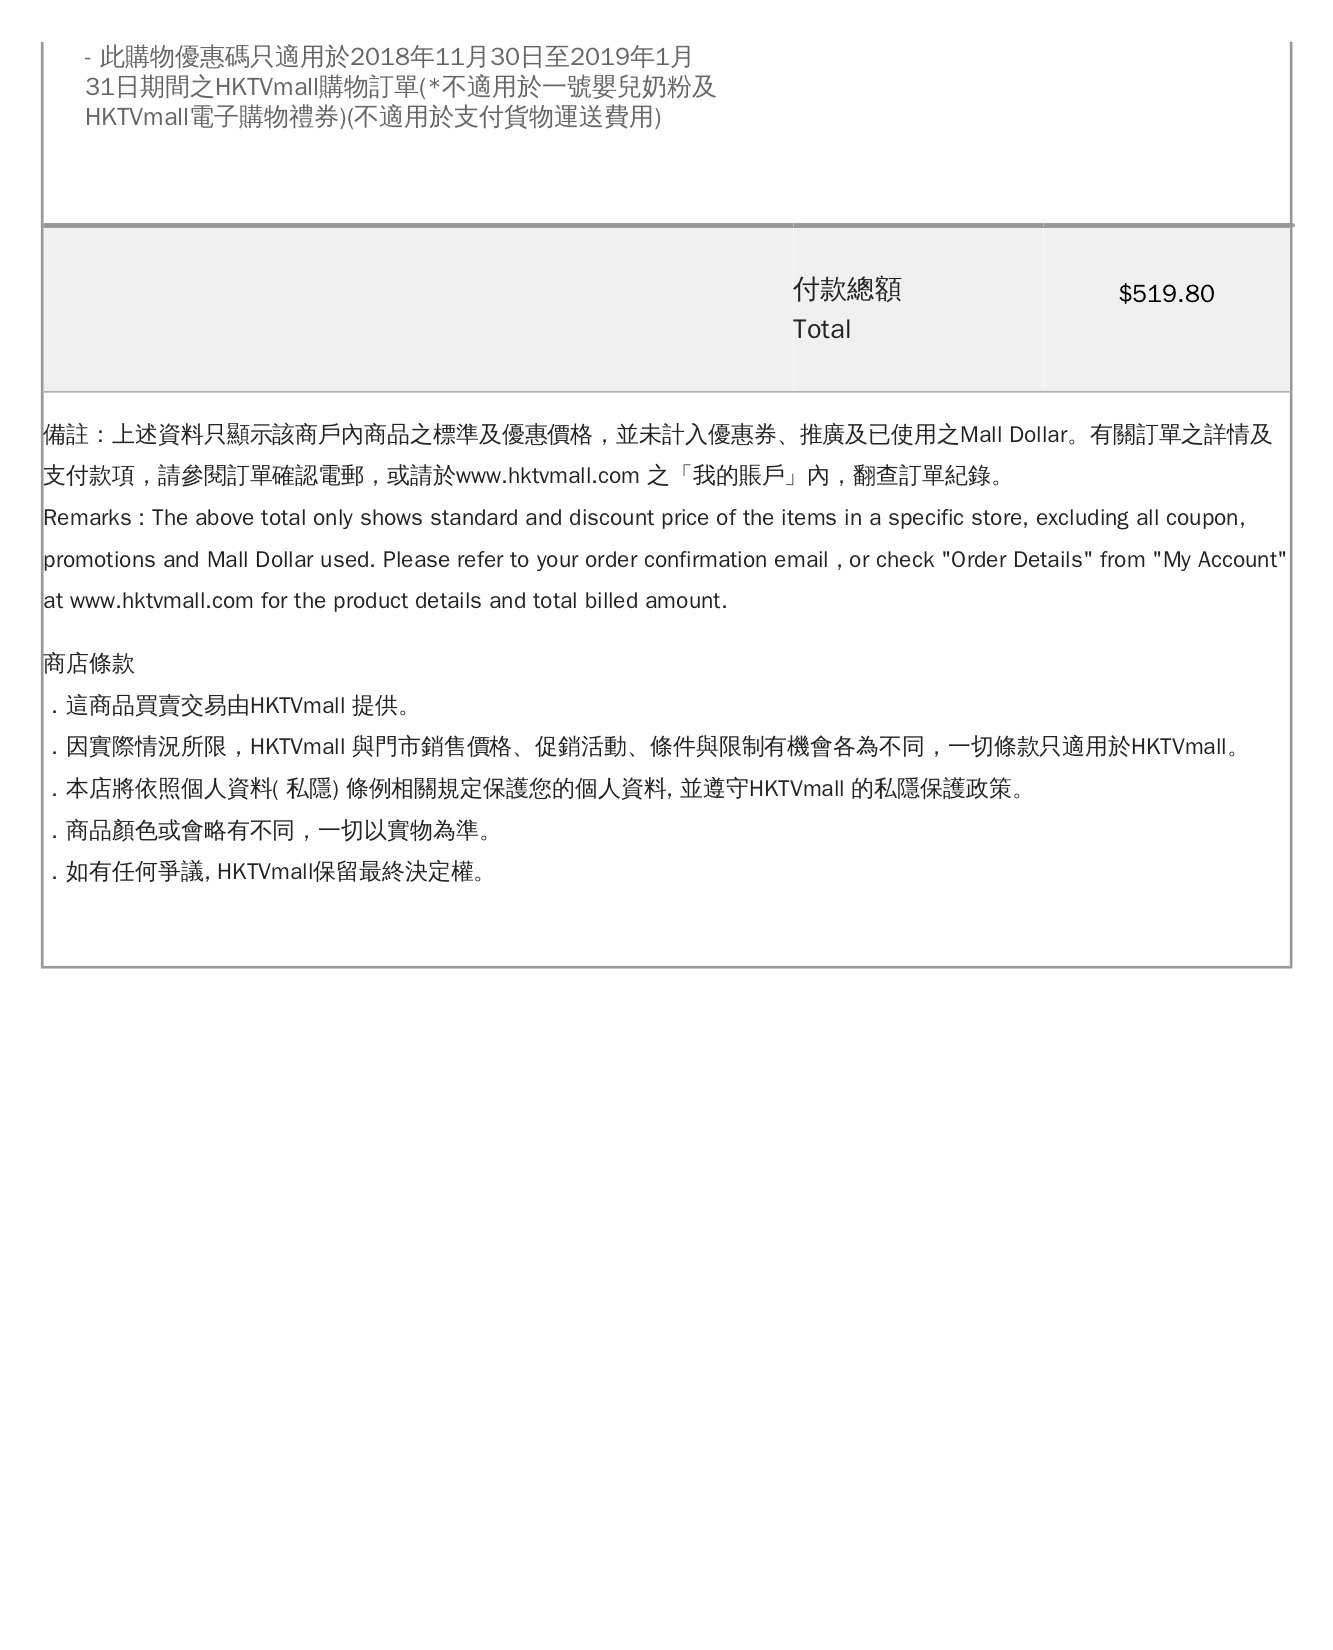 - 此購物優惠碼只適用於2018年11月30日至2019年1月
31日期間之HKTVmall購物訂單(*不適用於一號嬰兒奶粉及
HKTVmall電子購物禮券)(不適用於支付貨物運送費用)
付款總額
Total
$519.80
備註：上述資料只顯示該商戶內商品之標準及優惠價格，並未計入優惠券、推廣及已使用之Mall Dollar。有關訂單之詳情及
支付款項，請參閱訂單確認電郵，或請於www.hktvmall.com 之「我的賬戶」內，翻查訂單紀錄。
Remarks : The above total only shows standard and discount price of the items in a specific store, excluding all coupon,
promotions and Mall Dollar used. Please refer to your order confirmation email , or check "Order Details" from "My Account"
at www.hktvmall.com for the product details and total billed amount.
商店條款
．這商品買賣交易由HKTVmall 提供。
．因實際情況所限，HKTVmall 與門市銷售價格、促銷活動、條件與限制有機會各為不同，一切條款只適用於HKTVmall。
．本店將依照個人資料( 私隱) 條例相關規定保護您的個人資料, 並遵守HKTVmall 的私隱保護政策。
．商品顏色或會略有不同，一切以實物為準。
．如有任何爭議, HKTVmall保留最終決定權。